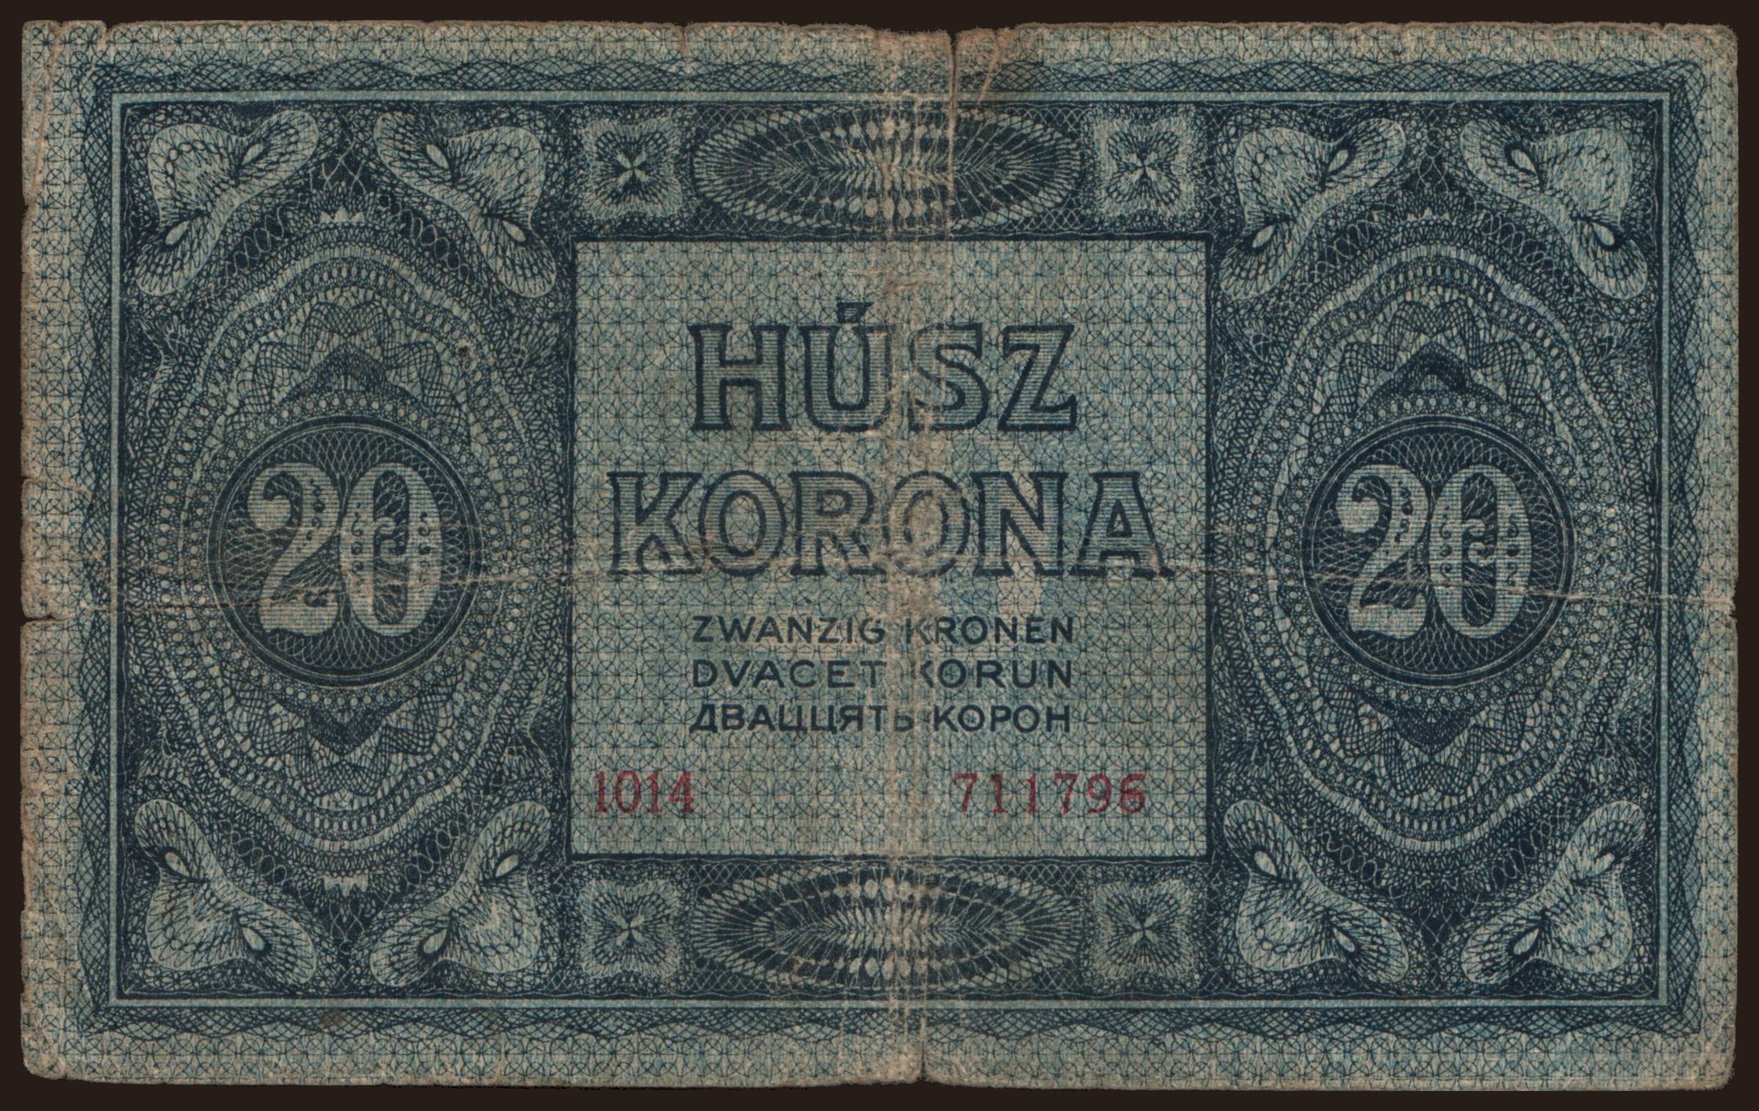 HÚSZ
KORONA
20
20
ZWANZIG KRONEN
DVACET KORUN
ДВАЦЦЯТЬ КОРОН
1014 711796